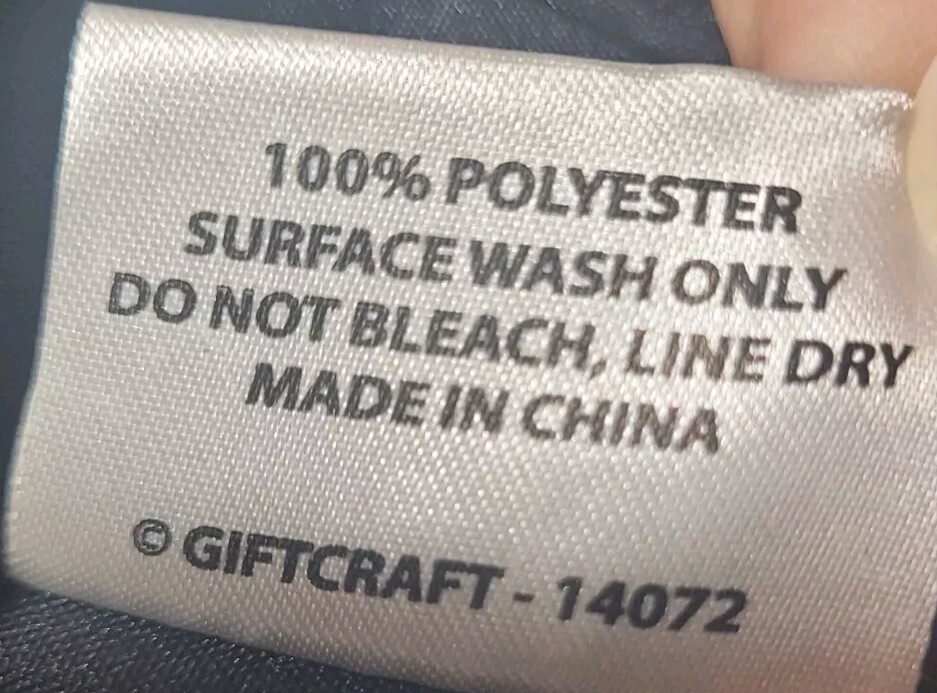 100% POLYESTER
SURFACE WASH ONLY
DO NOT BLEACH, LINE DRY
MADE IN CHINA
© GIFTCRAFT - 14072